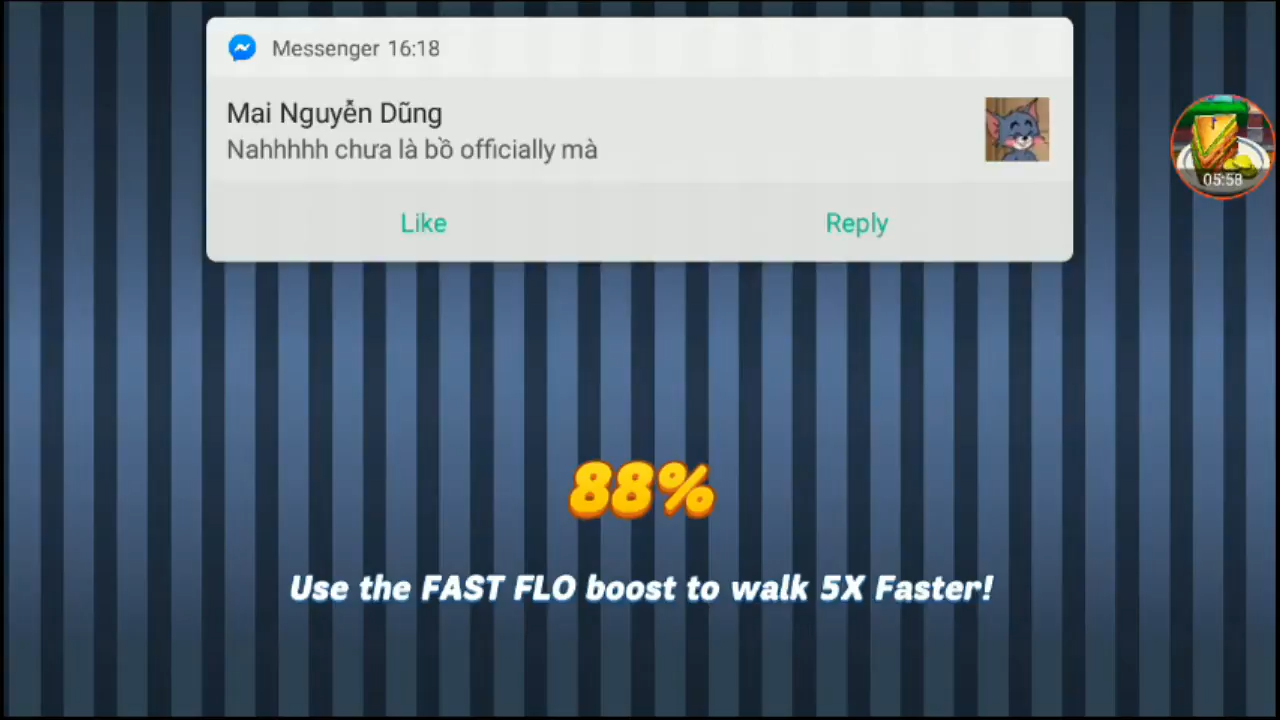 Messenger 16:18
Mai Nguyễn Dũng
Nahhhhh chưa là bồ officially mà
Like
Reply
05:58
88%
Use the FAST FLO boost to walk 5X Faster!